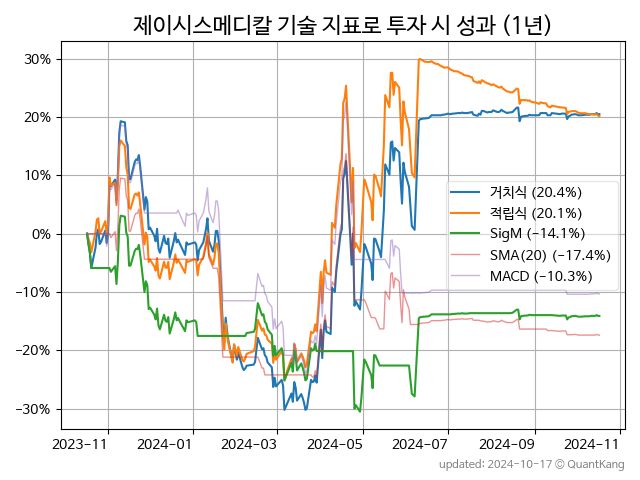 제이시스메디칼 기술 지표로 투자 시 성과 (1년)
30%
20%
10%
0%
−10%
−20%
−30%
거치식 (20.4%)
적립식 (20.1%)
SigM (−14.1%)
SMA(20) (−17.4%)
MACD (−10.3%)
2023-11 2024-01 2024-03 2024-05 2024-07 2024-09 2024-11
updated: 2024-10-17 © QuantKang